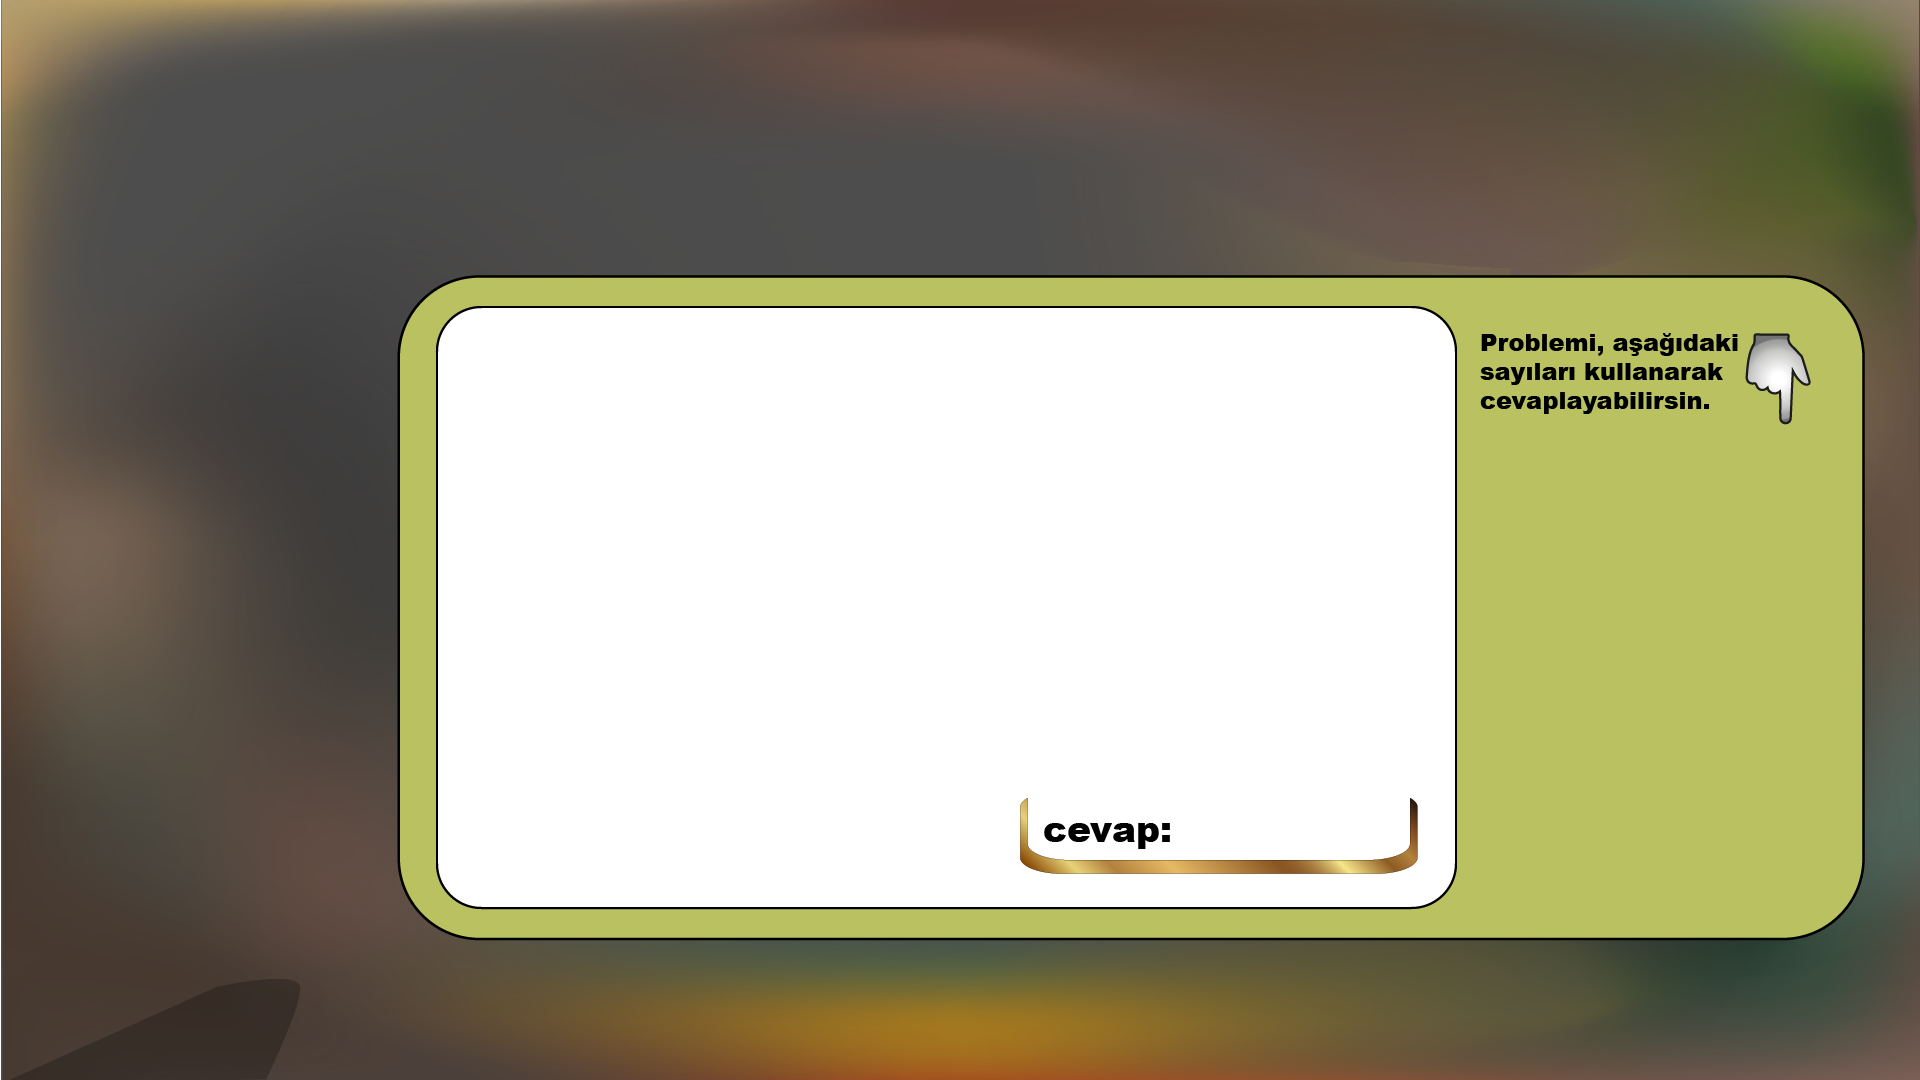 Problemi, aşağıdaki
sayıları kullanarak
cevaplayabilirsin.
cevap: